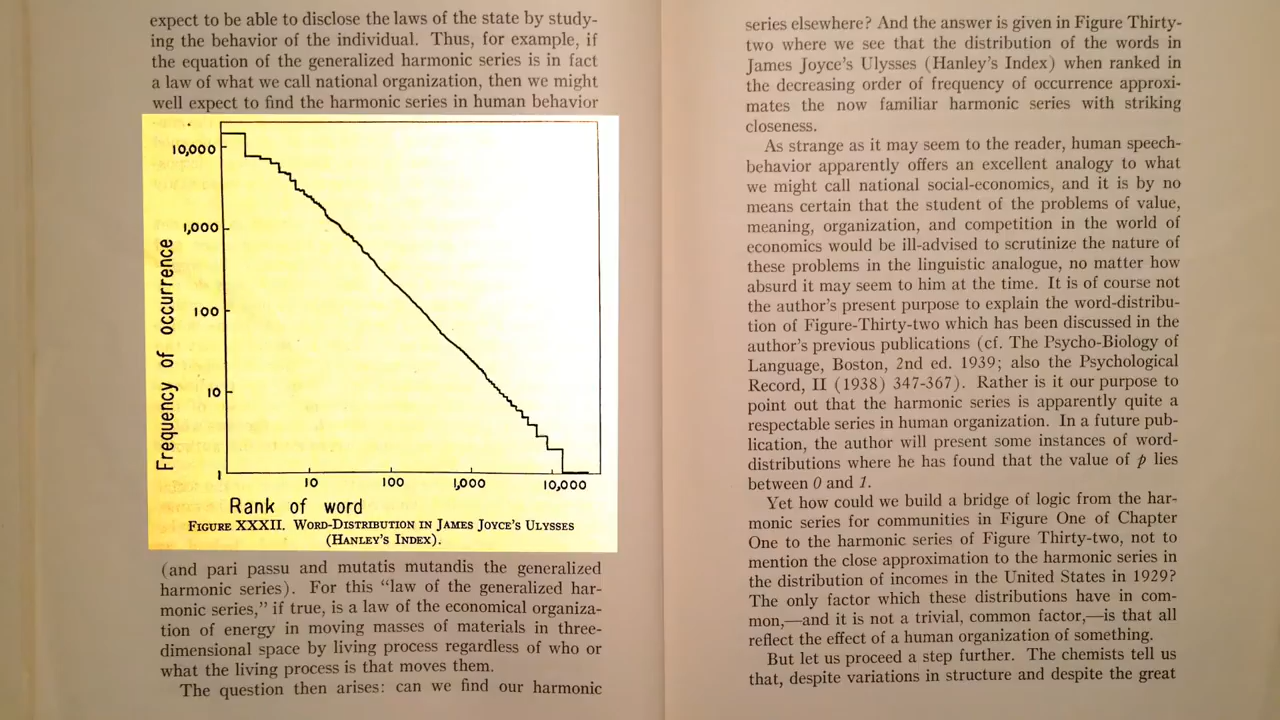 expect to be able to disclose the laws of the state by study-
ing the behavior of the individual. Thus, for example, if
the equation of the generalized harmonic series is in fact
a law of what we call national organization, then we might
well expect to find the harmonic series in human behavior
10,000
1,000
100
10
1
Frequency of occurrence
10 100 1,000 10,000
Rank of word
FIGURE XXXII. WORD-DISTRIBUTION IN JAMES JOYCE'S ULYSSES
(HANLEY'S INDEX).
(and pari passu and mutatis mutandis the generalized
harmonic series). For this "law of the generalized har-
monic series," if true, is a law of the economical organiza-
tion of energy in moving masses of materials in three-
dimensional space by living process regardless of who or
what the living process is that moves them.
The question then arises: can we find our harmonic
series elsewhere? And the answer is given in Figure Thirty-
two where we see that the distribution of the words in
James Joyce's Ulysses (Hanley's Index) when ranked in
the decreasing order of frequency of occurrence approxi-
mates the now familiar harmonic series with striking
closeness.
As strange as it may seem to the reader, human speech-
behavior apparently offers an excellent analogy to what
we might call national social-economics, and it is by no
means certain that the student of the problems of value,
meaning, organization, and competition in the world of
economics would be ill-advised to scrutinize the nature of
these problems in the linguistic analogue, no matter how
absurd it may seem to him at the time. It is of course not
the author's present purpose to explain the word-distribu-
tion of Figure-Thirty-two which has been discussed in the
author's previous publications (cf. The Psycho-Biology of
Language, Boston, 2nd ed. 1939; also the Psychological
Record, II (1938) 347-367). Rather is it our purpose to
point out that the harmonic series is apparently quite a
respectable series in human organization. In a future pub-
lication, the author will present some instances of word-
distributions where he has found that the value of p lies
between 0 and 1.
Yet how could we build a bridge of logic from the har-
monic series for communities in Figure One of Chapter
One to the harmonic series of Figure Thirty-two, not to
mention the close approximation to the harmonic series in
the distribution of incomes in the United States in 1929?
The only factor which these distributions have in com-
mon,—and it is not a trivial, common factor,—is that all
reflect the effect of a human organization of something.
But let us proceed a step further. The chemists tell us
that, despite variations in structure and despite the great